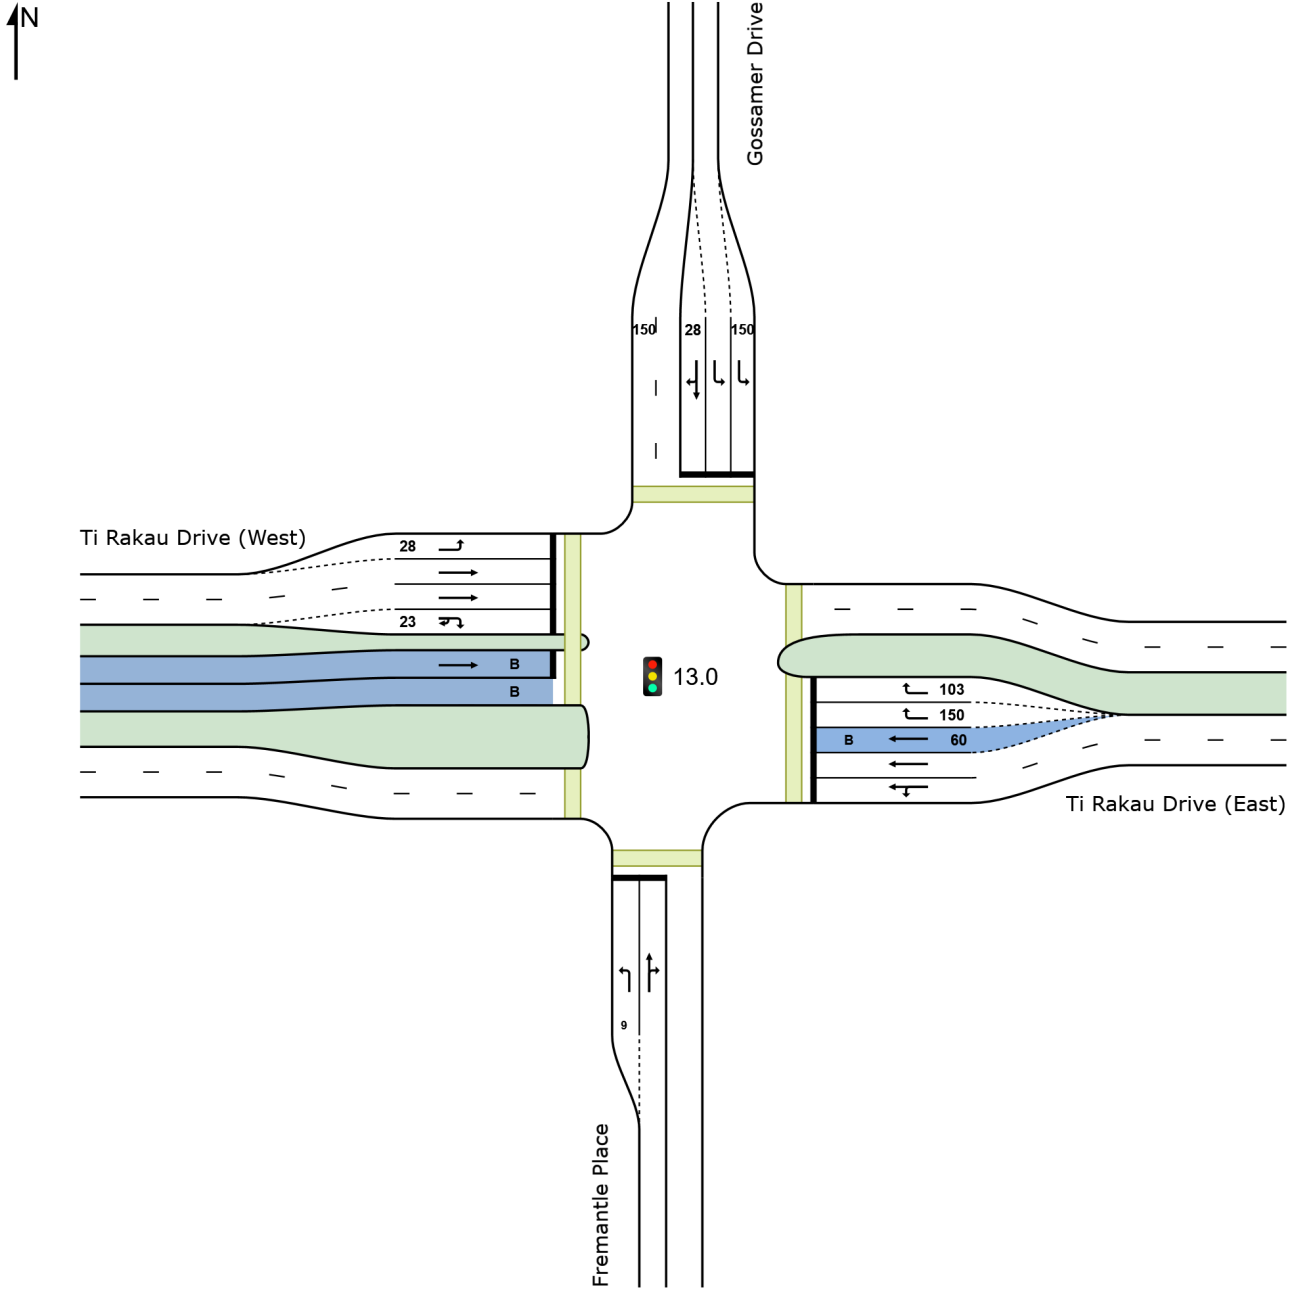 N
Gossamer Drive
150
28
150
Ti Rakau Drive (West)
28
23
B
B
13.0
103
150
B 60
Ti Rakau Drive (East)
9
Fremantle Place